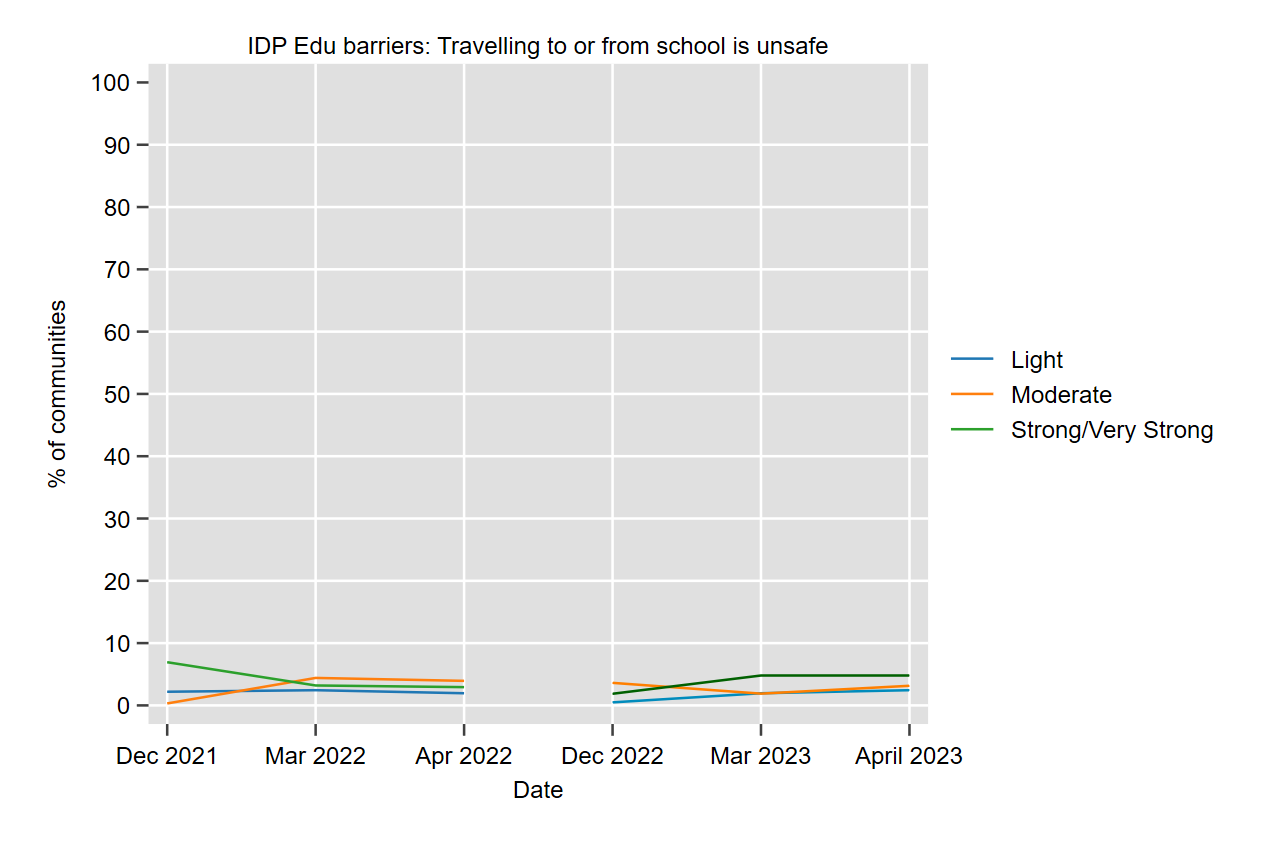 IDP Edu barriers: Travelling to or from school is unsafe
100
90
80
70
60
50
40
30
20
10
0
% of communities
Dec 2021
Mar 2022
Apr 2022
Dec 2022
Mar 2023
April 2023
Date
Light
Moderate
Strong/Very Strong